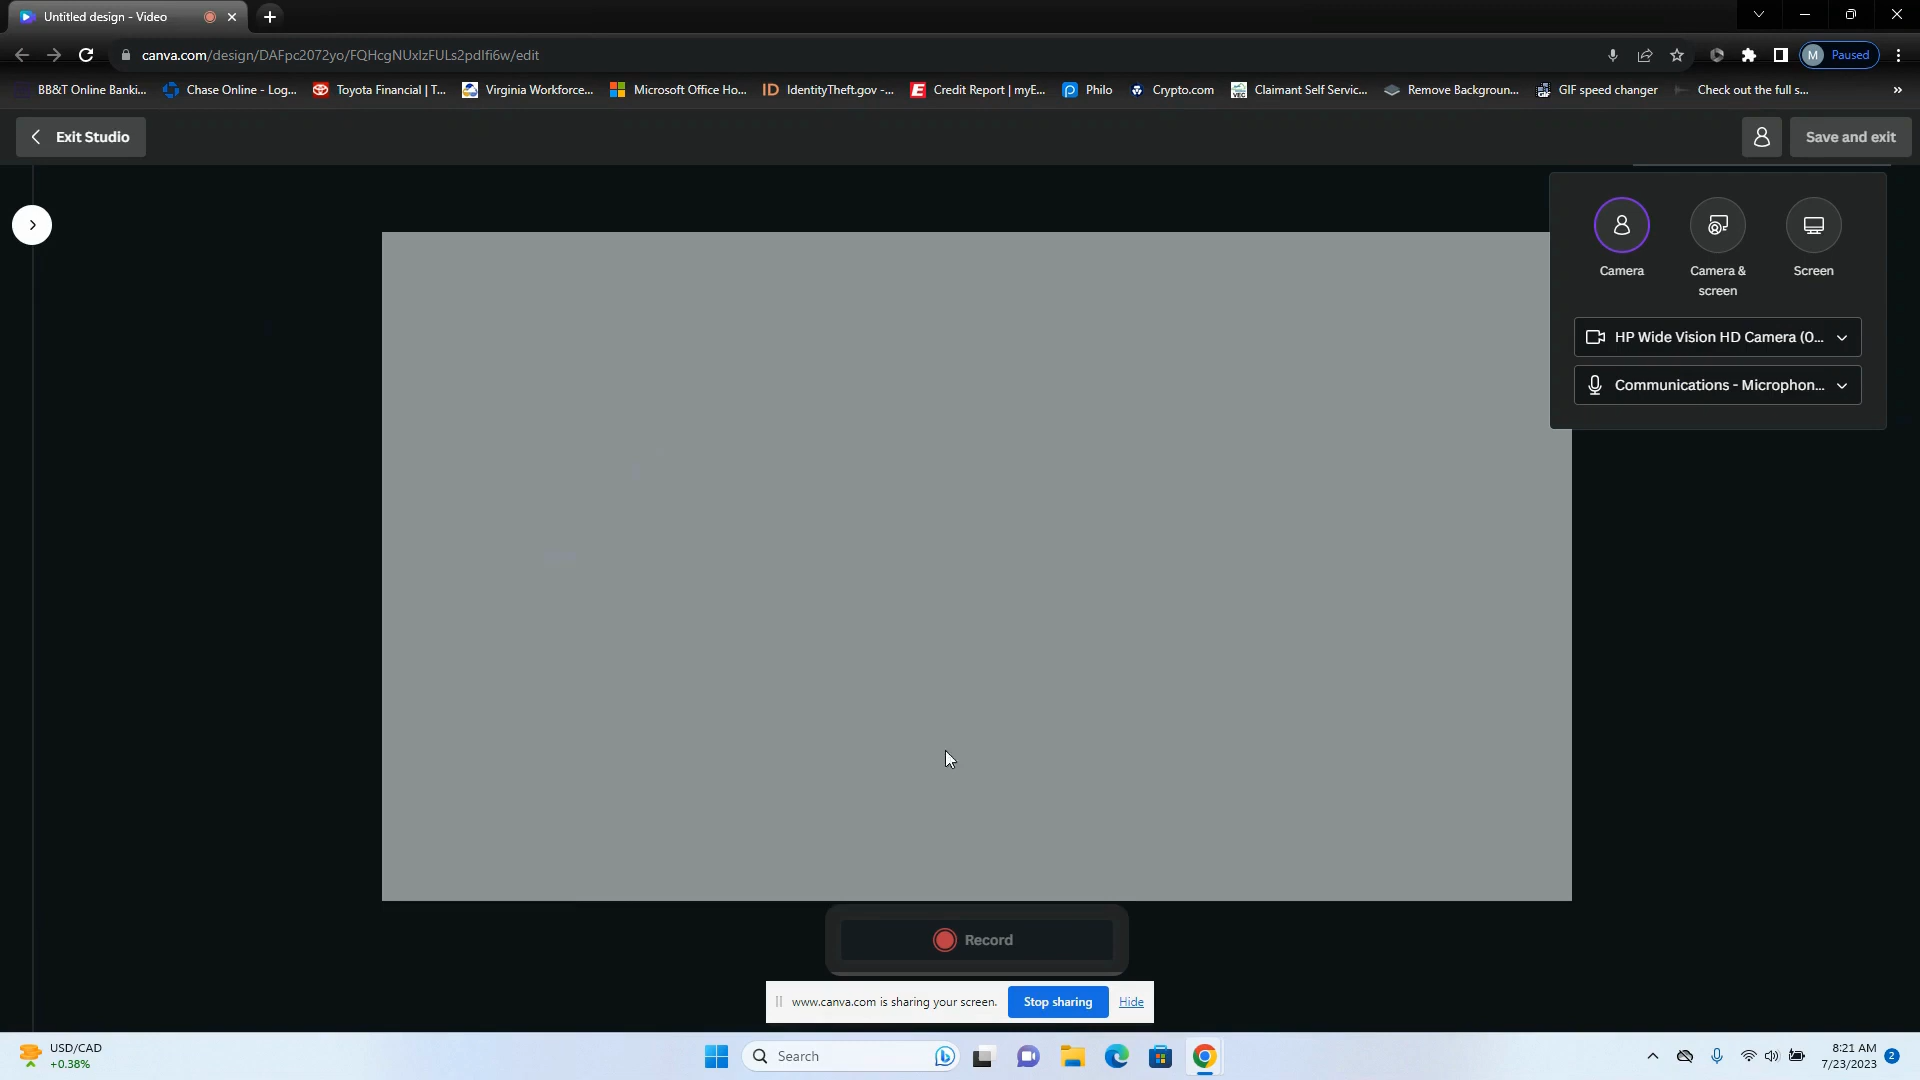 Untitled design - Video
canva.com/design/DAFpc2072yo/FQHcgNUxIzFULs2pdIfi6w/edit
M Paused
BB&T Online Banki...
Chase Online - Log...
Toyota Financial | T...
Virginia Workforce...
Microsoft Office Ho...
ID IdentityTheft.gov -...
Credit Report | myE...
Philo
Crypto.com
Claimant Self Servic...
Remove Backgroun...
GIF speed changer
Check out the full s...
Exit Studio
Save and exit
Camera
Camera &
screen
Screen
HP Wide Vision HD Camera (0...
Communications - Microphon...
Record
www.canva.com is sharing your screen.
Stop sharing
Hide
USD/CAD
+0.38%
Search
8:21 AM
7/23/2023
2